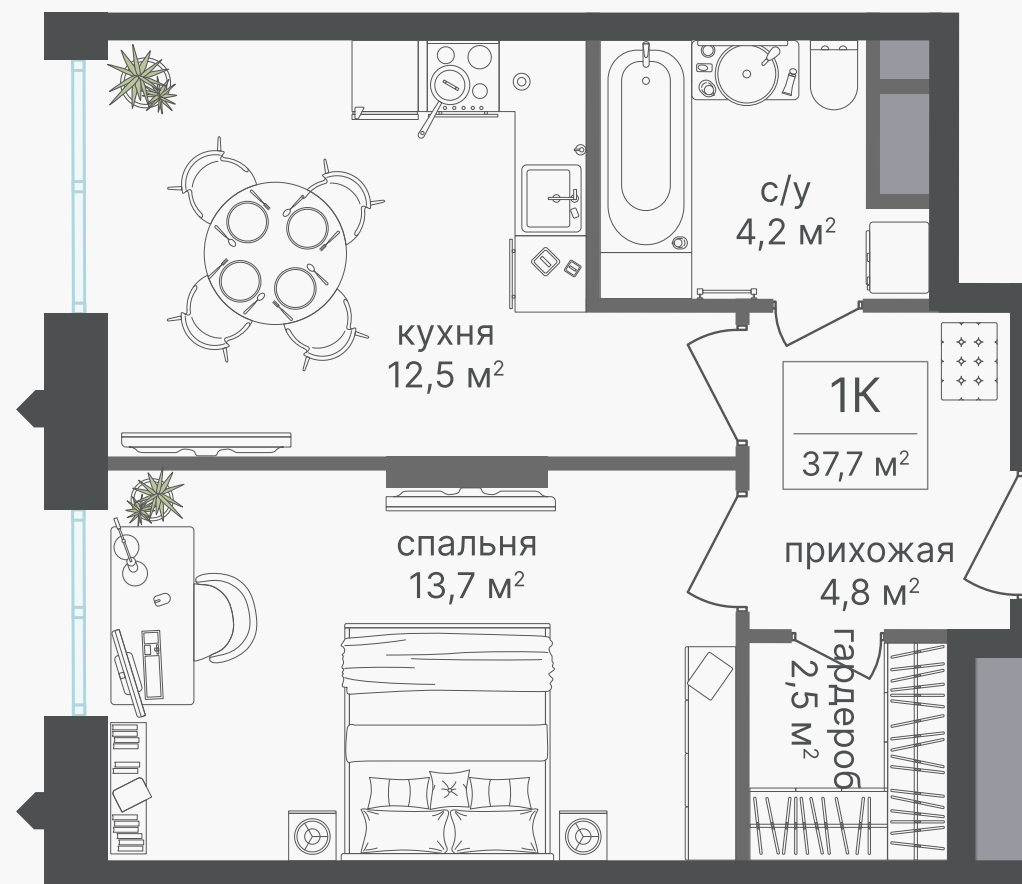 с/у
4,2 м²
кухня
12,5 м²
1К
37,7 м²
спальня
13,7 м²
прихожая
4,8 м²
гардероб
2,5 м²